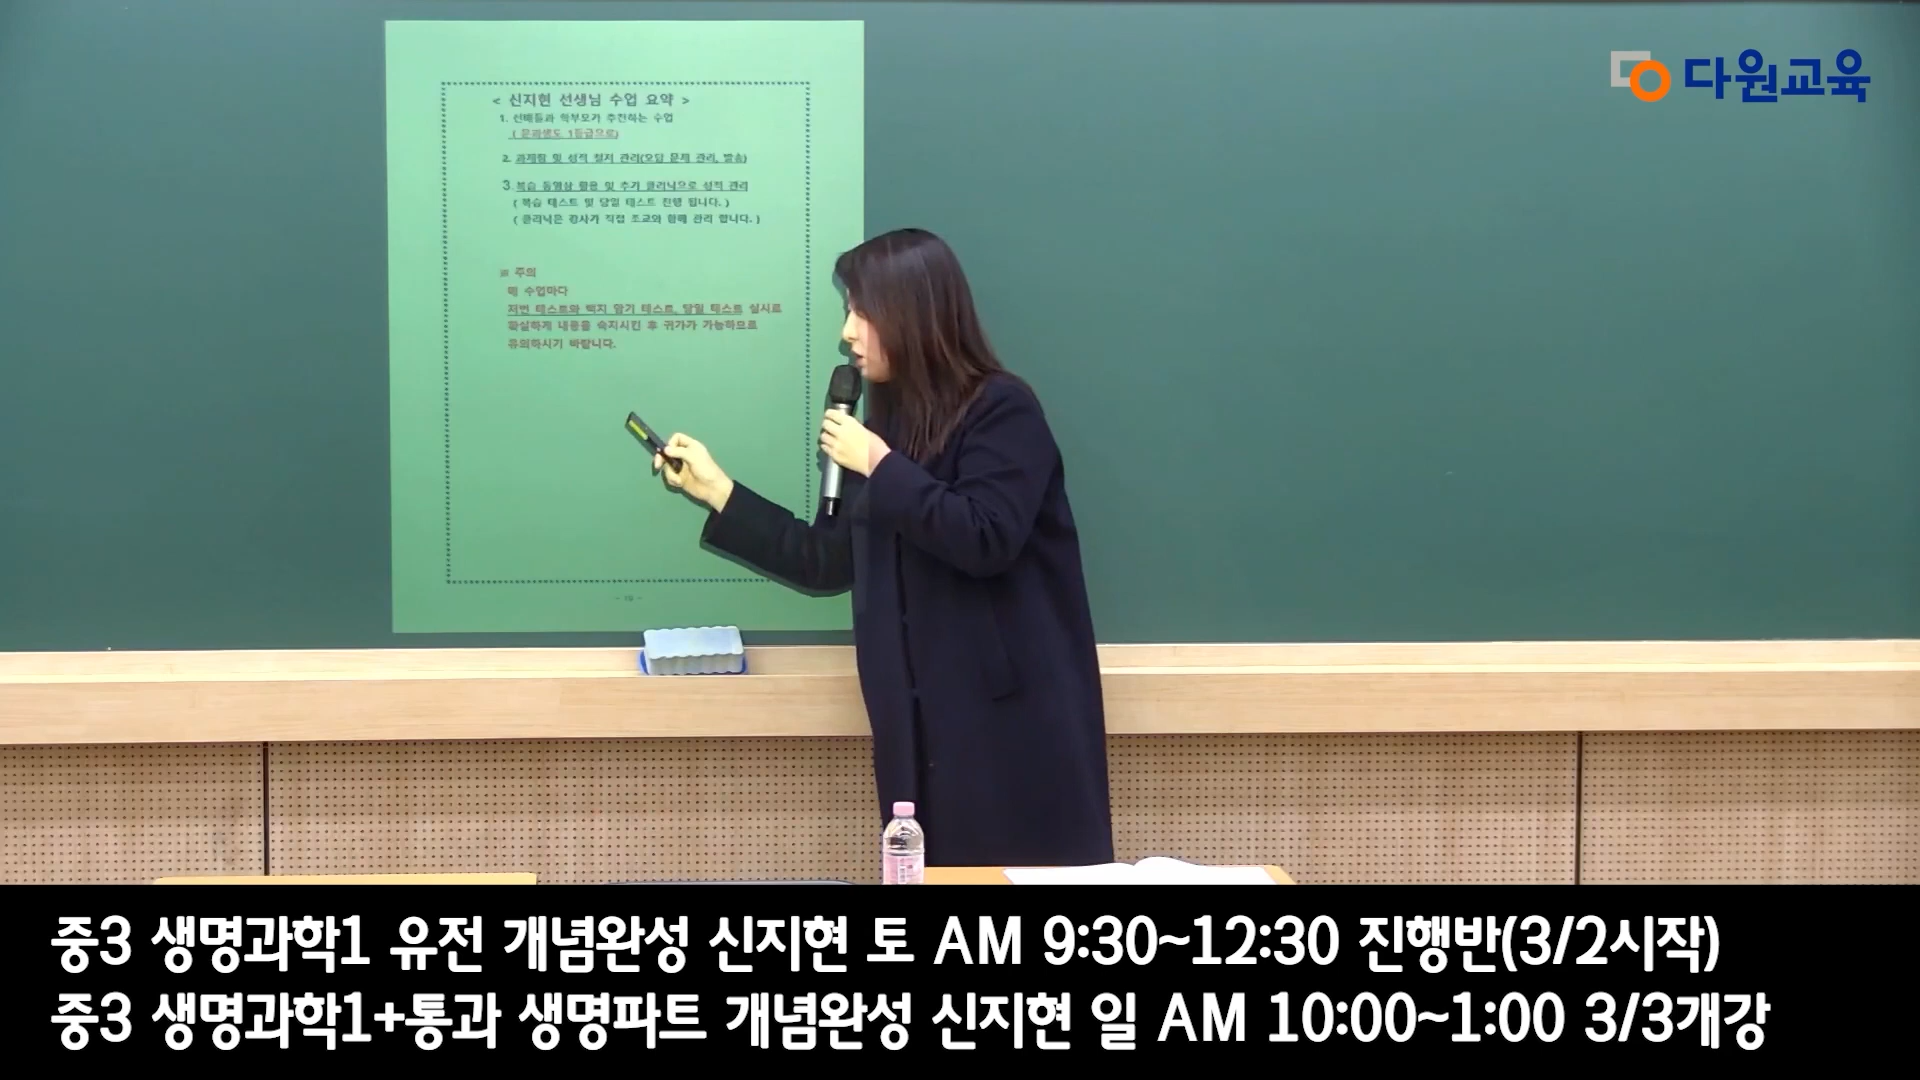 다원교육
< 신지현 선생님 수업 요약 >
1. 선배들과 학부모가 추천하는 수업
( 문과생도 1등급으로)
2. 과제함 및 성적 철저 관리(오답 문제 관리, 발송)
3. 복습 동영상 활용 및 추가 클리닉으로 성적 관리
( 복습 테스트 및 당일 테스트 진행 됩니다. )
( 클리닉은 강사가 직접 조교와 함께 관리 합니다. )
※ 주의
매 수업마다
저번 테스트와 백지 암기 테스트, 당일 테스트 실시로
확실하게 내용을 숙지시킨 후 귀가가 가능하므로
유의하시기 바랍니다.
중3 생명과학1 유전 개념완성 신지현 토 AM 9:30~12:30 진행반(3/2시작)
중3 생명과학1+통과 생명파트 개념완성 신지현 일 AM 10:00~1:00 3/3개강